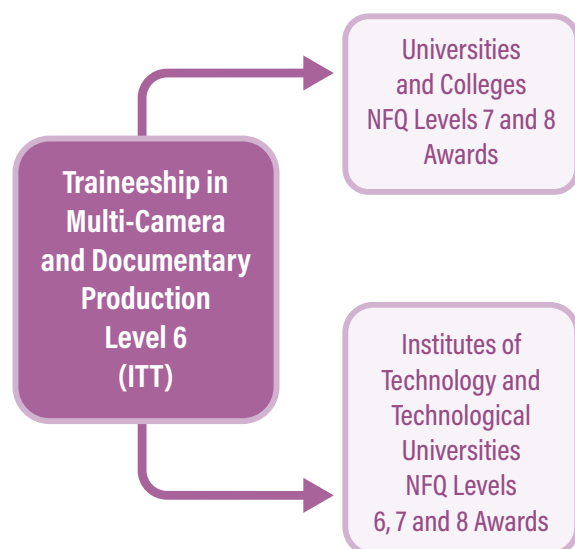 Universities
and Colleges
NFQ Levels 7 and 8
Awards
Traineeship in
Multi-Camera
and Documentary
Production
Level 6
(ITT)
Institutes of
Technology and
Technological
Universities
NFQ Levels
6, 7 and 8 Awards